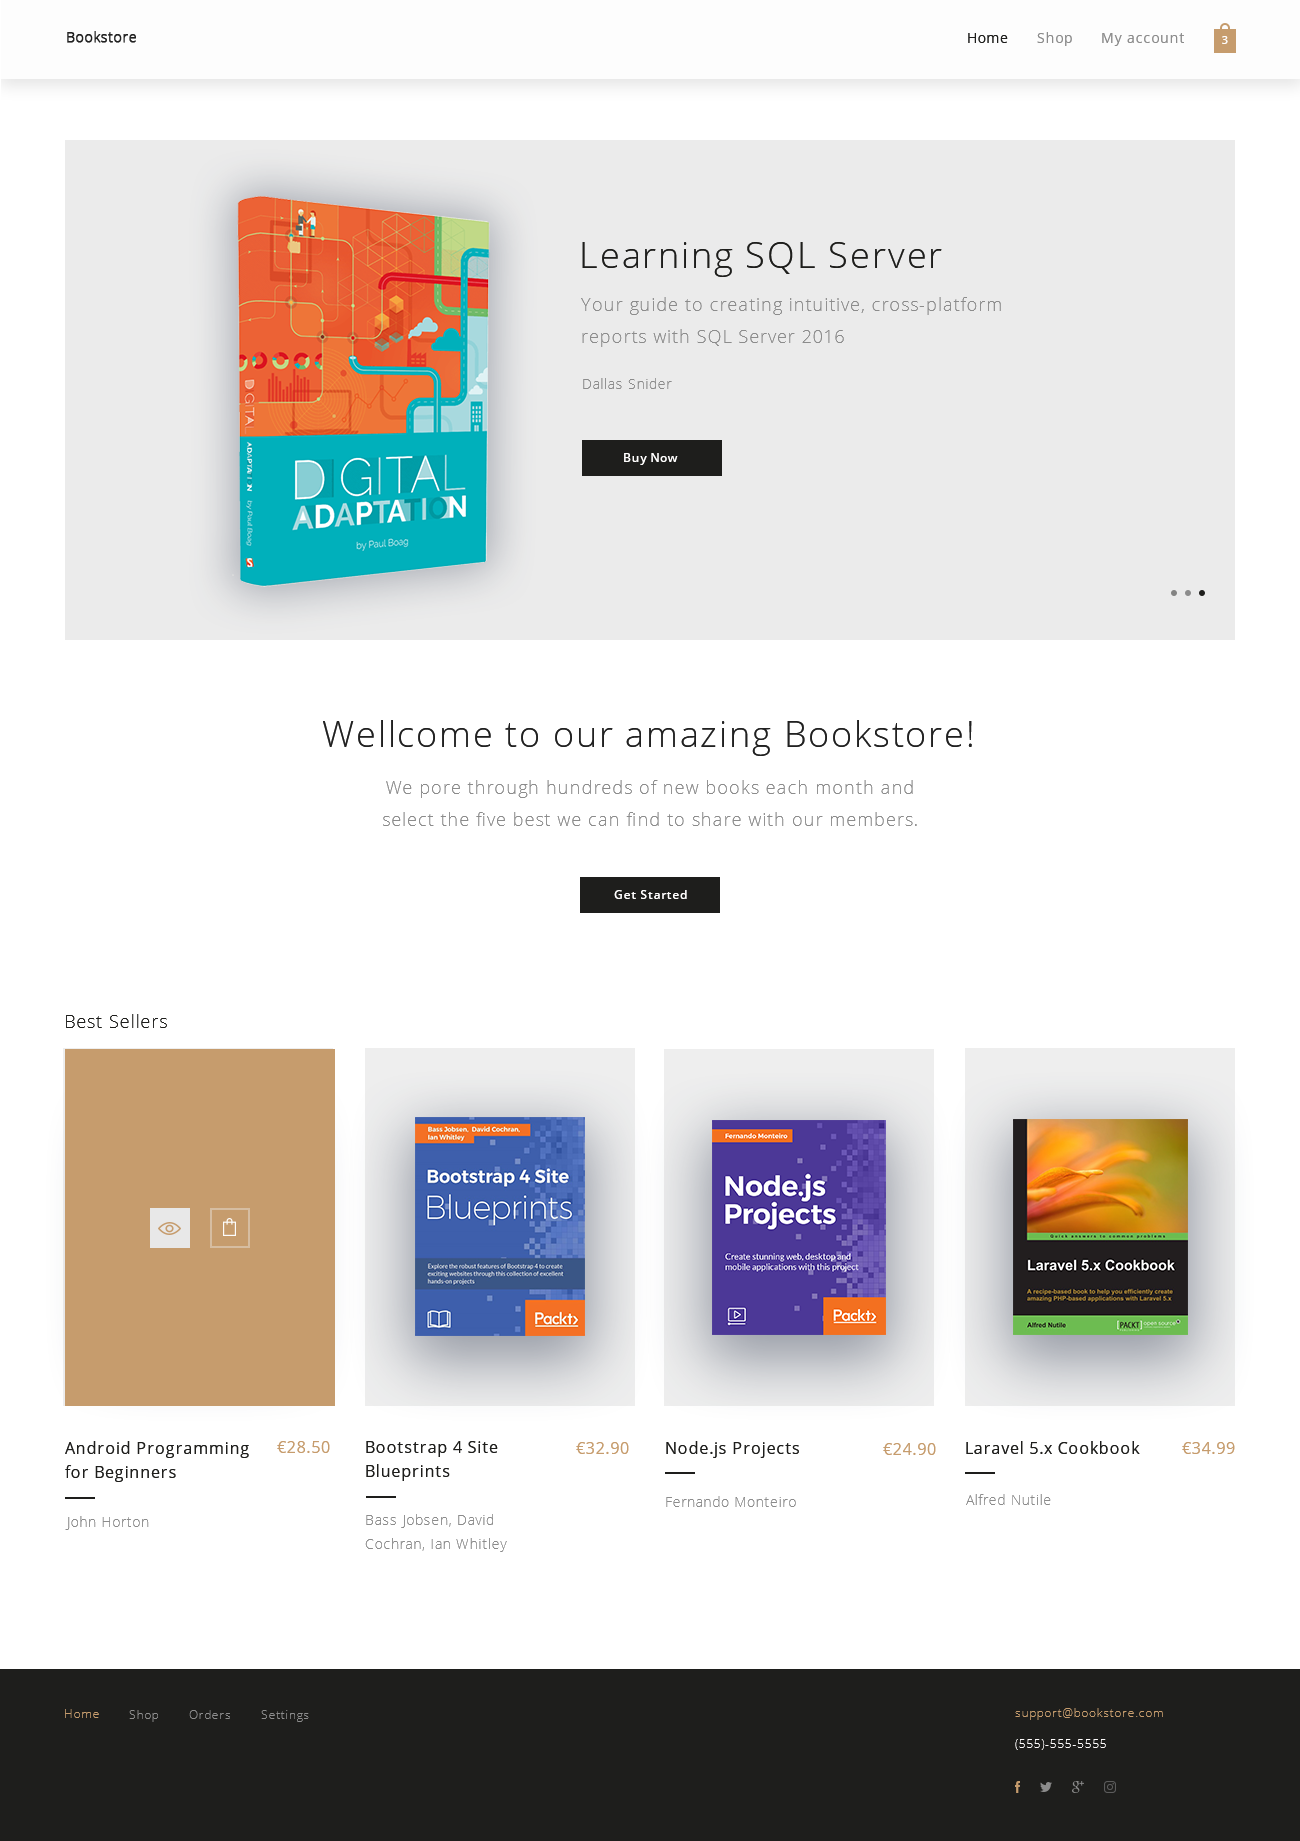 Bookstore
Home
Shop
My account
3
DIGITAL
ADAPTATION
by Paul Boag
DIGITAL
ADAPTATION
by Paul Boag
Learning SQL Server
Your guide to creating intuitive, cross-platform
reports with SQL Server 2016
Dallas Snider
Buy Now
Wellcome to our amazing Bookstore!
We pore through hundreds of new books each month and
select the five best we can find to share with our members.
Get Started
Best Sellers
Bass Jobsen, David Cochran,
Ian Whitley
Bootstrap 4 Site
Blueprints
Explore the robust features of Bootstrap 4 to create
exciting websites through this collection of excellent
hands-on projects
Packt>
Fernando Monteiro
Node.js
Projects
Create stunning web, desktop and
mobile applications with this project
Packt>
Quick answers to common problems
Laravel 5.x Cookbook
A recipe-based book to help you efficiently create
amazing PHP-based applications with Laravel 5.x
Alfred Nutile
PACKT
open source*
Android Programming
for Beginners
€28.50
John Horton
Bootstrap 4 Site
Blueprints
€32.90
Bass Jobsen, David
Cochran, Ian Whitley
Node.js Projects
€24.90
Fernando Monteiro
Laravel 5.x Cookbook
€34.99
Alfred Nutile
Home
Shop
Orders
Settings
support@bookstore.com
(555)-555-5555